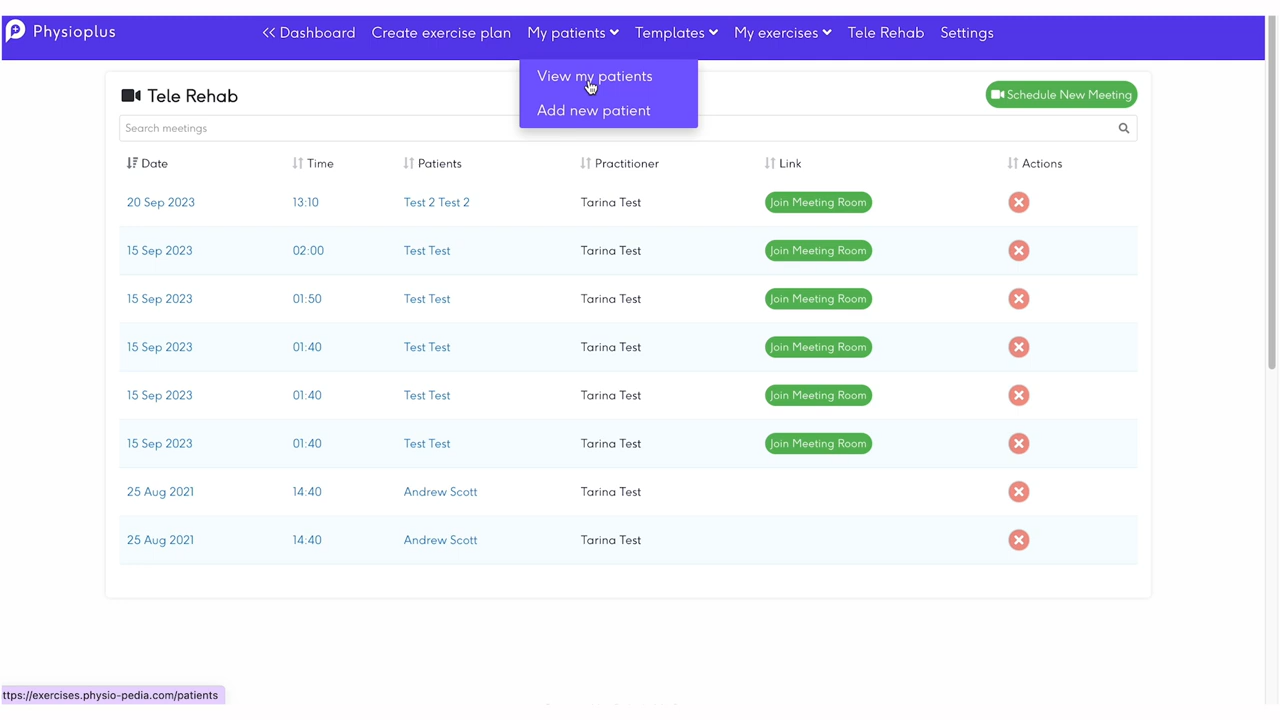 Physioplus
<< Dashboard Create exercise plan My patients Templates My exercises Tele Rehab Settings
View my patients
Add new patient
Tele Rehab
Schedule New Meeting
Search meetings
Date Time Patients Practitioner Link Actions
20 Sep 2023 13:10 Test 2 Test 2 Tarina Test Join Meeting Room
15 Sep 2023 02:00 Test Test Tarina Test Join Meeting Room
15 Sep 2023 01:50 Test Test Tarina Test Join Meeting Room
15 Sep 2023 01:40 Test Test Tarina Test Join Meeting Room
15 Sep 2023 01:40 Test Test Tarina Test Join Meeting Room
15 Sep 2023 01:40 Test Test Tarina Test Join Meeting Room
25 Aug 2021 14:40 Andrew Scott Tarina Test
25 Aug 2021 14:40 Andrew Scott Tarina Test
ttps://exercises.physio-pedia.com/patients